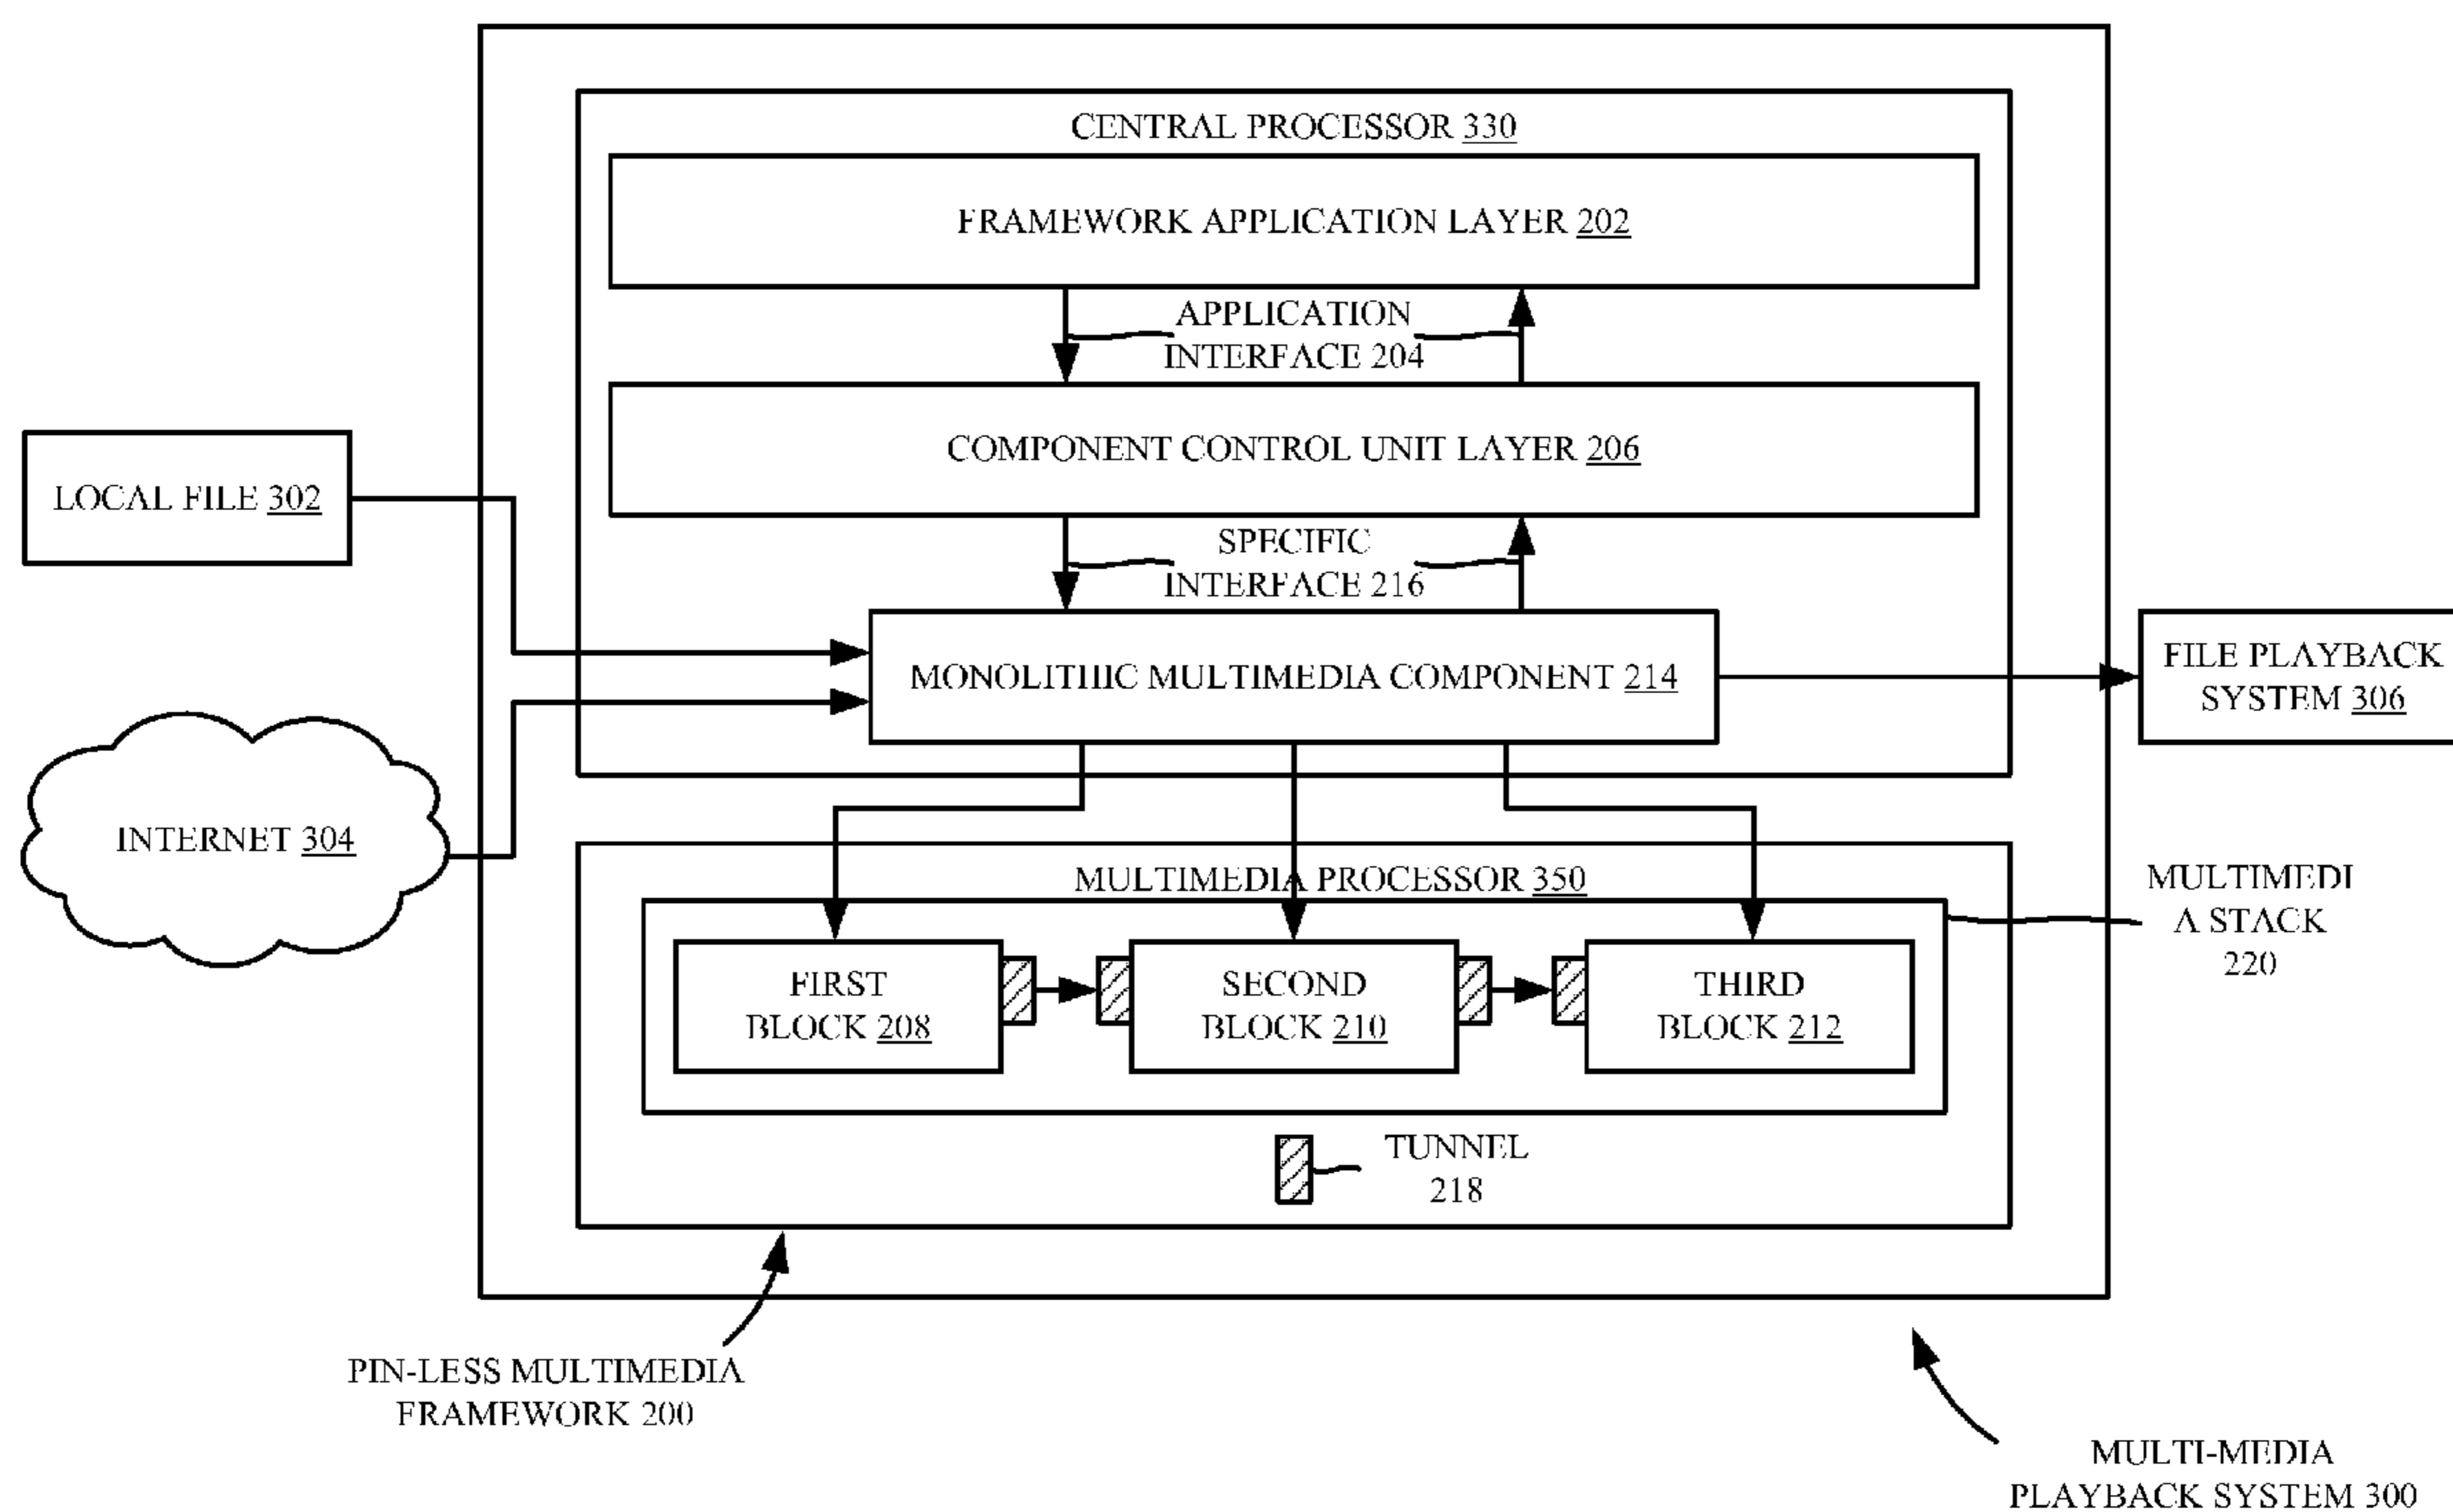 CENTRAL PROCESSOR 330
FRAMEWORK APPLICATION LAYER 202
APPLICATION
INTERFACE 204
COMPONENT CONTROL UNIT LAYER 206
LOCAL FILE 302
SPECIFIC
INTERFACE 216
MONOLITHIC MULTIMEDIA COMPONENT 214
FILE PLAYBACK
SYSTEM 306
INTERNET 304
MULTIMEDIA PROCESSOR 350
MULTIMEDI
A STACK
220
FIRST
BLOCK 208
SECOND
BLOCK 210
THIRD
BLOCK 212
TUNNEL
218
PIN-LESS MULTIMEDIA
FRAMEWORK 200
MULTI-MEDIA
PLAYBACK SYSTEM 300